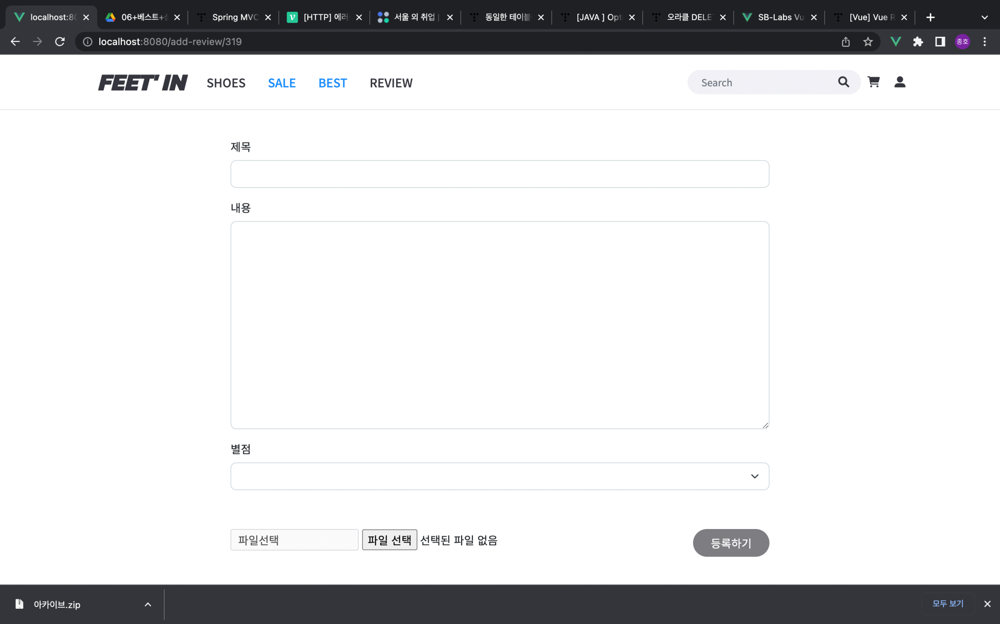 localhost:80
06+베스트+
Spring MVC
[HTTP] 에러
서울 외 취업 |
동일한 테이블
[JAVA ] Opt
오라클 DELET
SB-Labs Vu
[Vue] Vue R
localhost:8080/add-review/319
종호
FEET' IN
SHOES
SALE
BEST
REVIEW
Search
제목
내용
별점
파일선택
파일 선택 선택된 파일 없음
등록하기
아카이브.zip
모두 보기